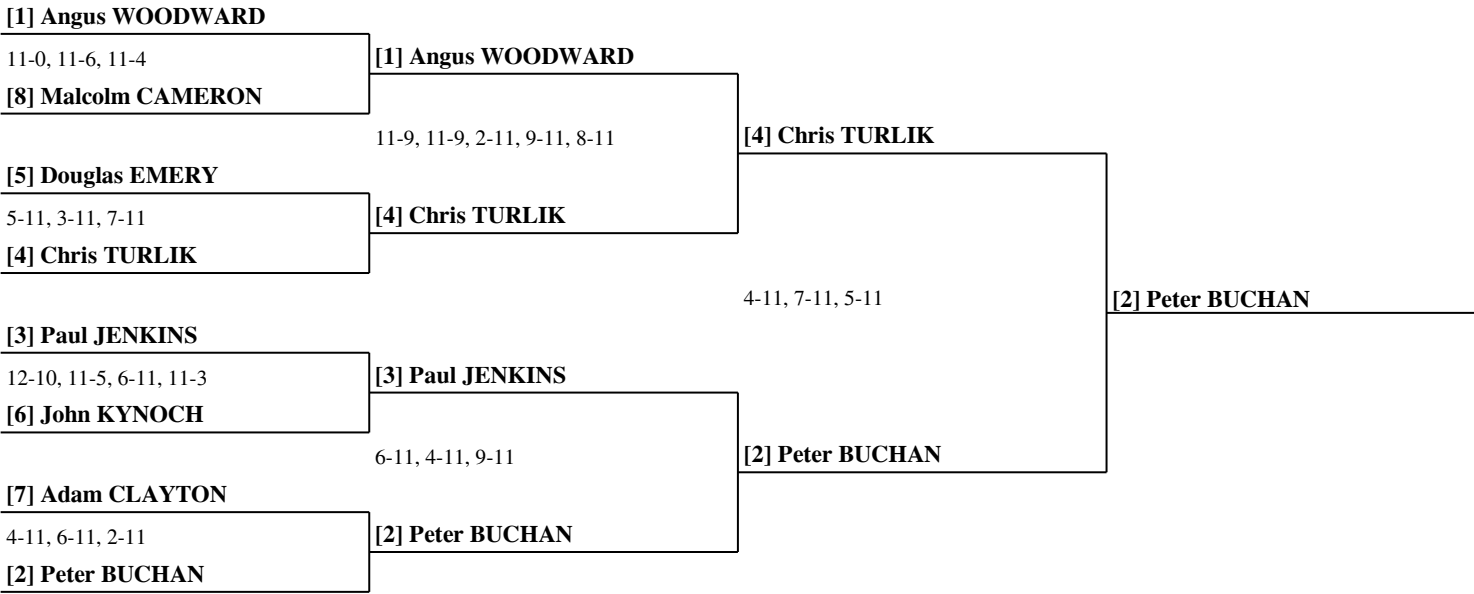 [1] Angus WOODWARD
11-0, 11-6, 11-4
[8] Malcolm CAMERON
[5] Douglas EMERY
5-11, 3-11, 7-11
[4] Chris TURLIK
[3] Paul JENKINS
12-10, 11-5, 6-11, 11-3
[6] John KYNOCH
[7] Adam CLAYTON
4-11, 6-11, 2-11
[2] Peter BUCHAN
[1] Angus WOODWARD
11-9, 11-9, 2-11, 9-11, 8-11
[4] Chris TURLIK
[3] Paul JENKINS
6-11, 4-11, 9-11
[2] Peter BUCHAN
[4] Chris TURLIK
4-11, 7-11, 5-11
[2] Peter BUCHAN
[2] Peter BUCHAN